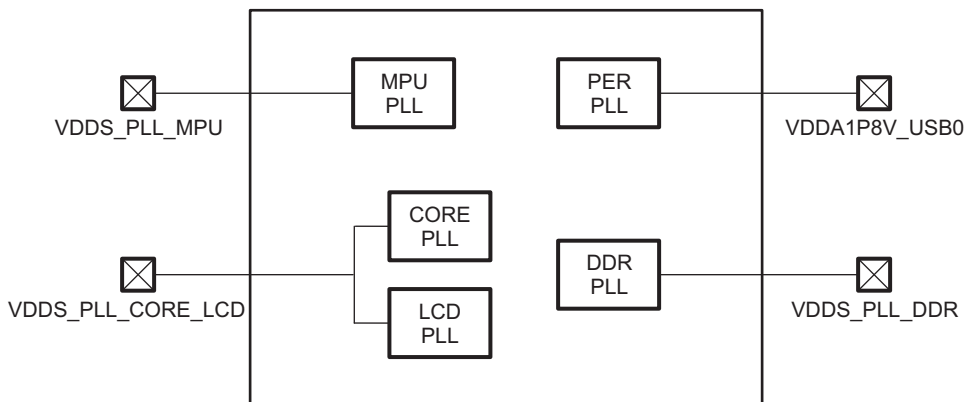 MPU
PLL
PER
PLL
VDDS_PLL_MPU
VDDA1P8V_USB0
CORE
PLL
DDR
PLL
VDDS_PLL_CORE_LCD
LCD
PLL
VDDS_PLL_DDR